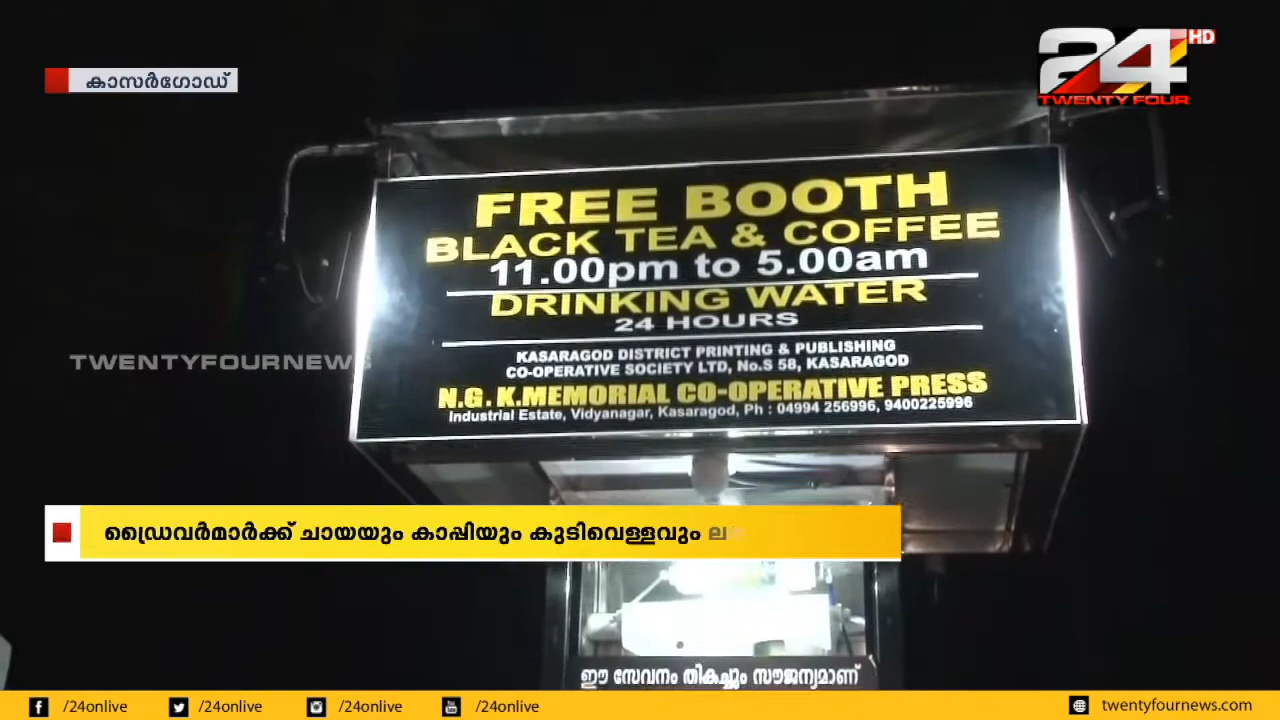 24 HD
TWENTY FOUR
കാസർഗോഡ്
FREE BOOTH
BLACK TEA & COFFEE
11.00pm to 5.00am
DRINKING WATER
24 HOURS
KASARAGOD DISTRICT PRINTING & PUBLISHING
CO-OPERATIVE SOCIETY LTD, No.S 58, KASARAGOD
N.G.K.MEMORIAL CO-OPERATIVE PRESS
Industrial Estate, Vidyanagar, Kasaragod, Ph : 04994 256996, 9400225996
TWENTYFOURNEWS
ഡ്രൈവർമാർക്ക് ചായയും കാപ്പിയും കുടിവെള്ളവും
ഈ സേവനം തികച്ചും സൗജന്യമാണ്
/24onlive /24onlive /24onlive /24onlive twentyfournews.com